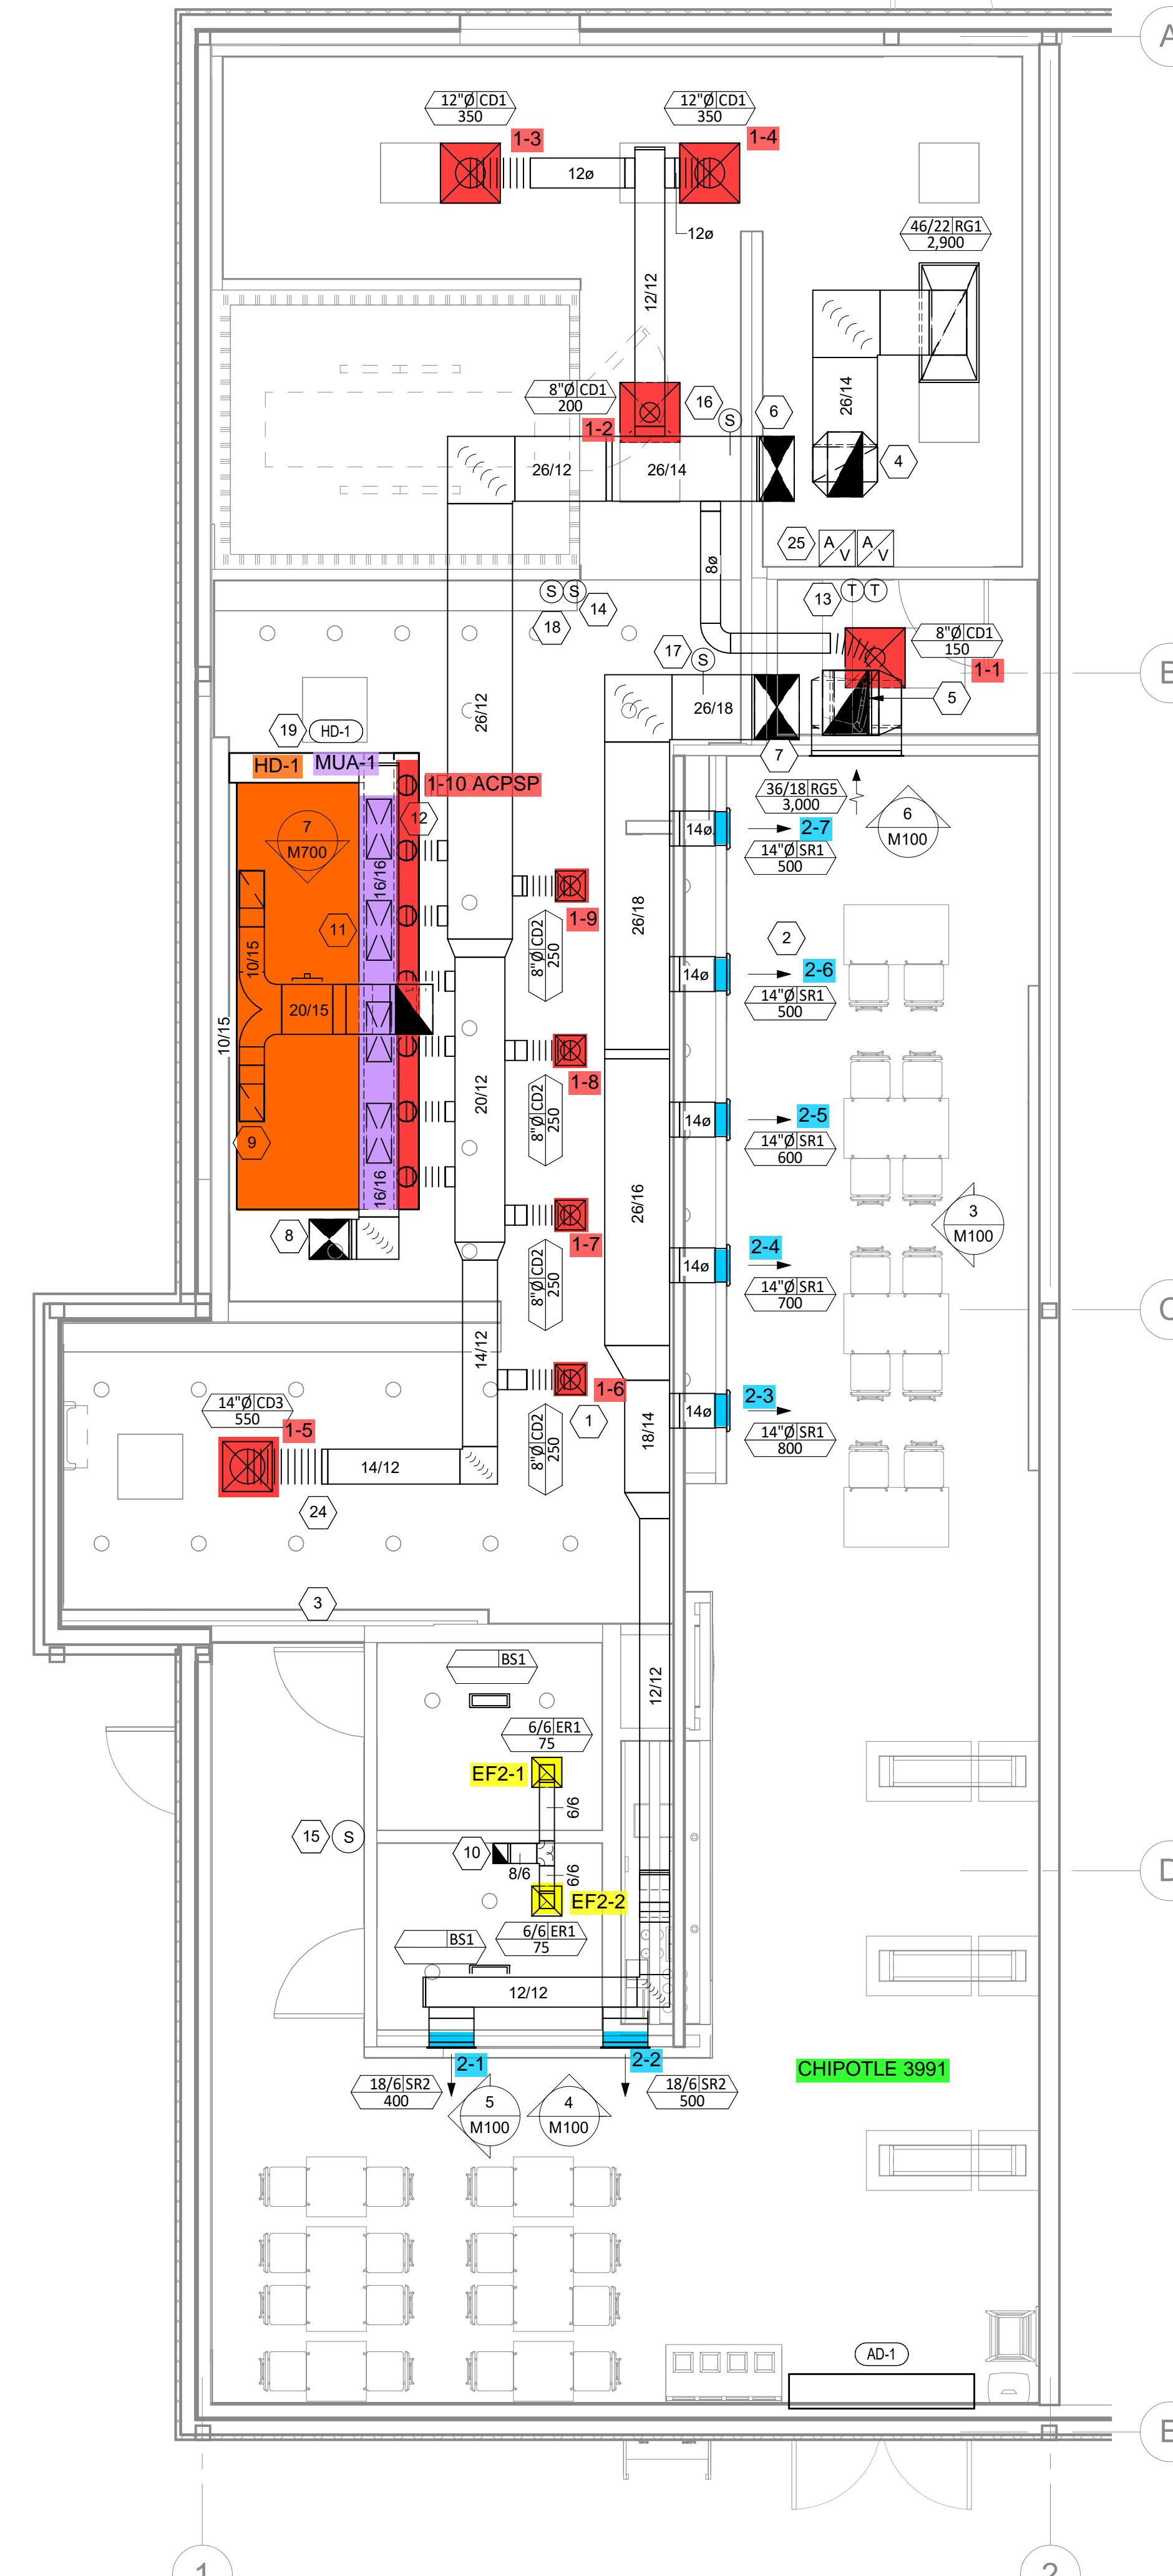 A
12"Ø CD1
350
1-3
12"Ø CD1
350
1-4
12ø
12ø
46/22 RG1
2,900
12/12
26/14
8"Ø CD1
200
1-2
16
S
6
4
26/12
26/14
25
A/V
A/V
8ø
S
S
14
18
13
T
T
8"Ø CD1
150
1-1
B
17
S
5
26/12
26/18
19
HD-1
7
HD-1
MUA-1
1-10 ACPSP
36/18 RG5
3,000
12
7
M700
14ø
2-7
14"Ø SR1
500
6
M100
16/16
1-9
26/18
11
8"Ø CD2
250
2
10/15
14ø
2-6
14"Ø SR1
500
20/15
10/15
1-8
20/12
8"Ø CD2
250
14ø
2-5
14"Ø SR1
600
9
16/16
26/16
3
M100
8
1-7
8"Ø CD2
250
14ø
2-4
14"Ø SR1
700
C
14/12
1-6
1
14"Ø CD3
550
1-5
8"Ø CD2
250
18/14
14ø
2-3
14"Ø SR1
800
14/12
24
3
BS1
12/12
6/6 ER1
75
EF2-1
6/6
15
S
10
8/6
6/6
D
EF2-2
BS1
6/6 ER1
75
12/12
2-1
2-2
CHIPOTLE 3991
18/6 SR2
400
5
M100
4
M100
18/6 SR2
500
AD-1
E
1
2